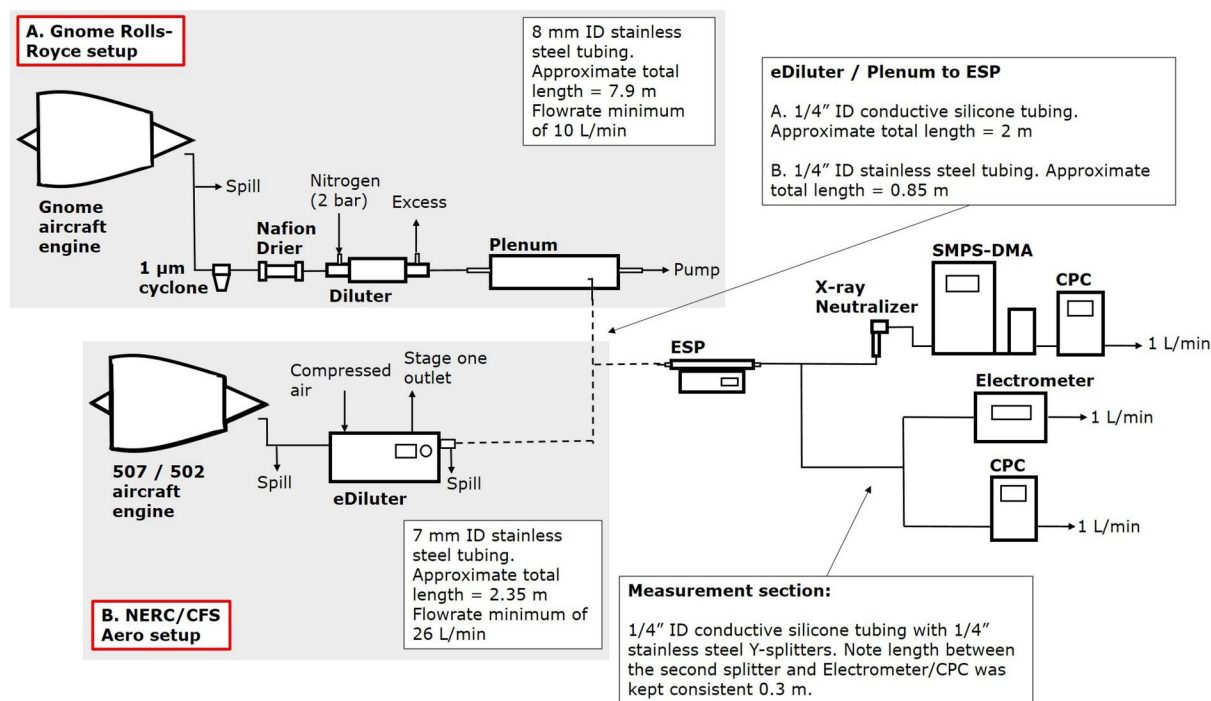 A. Gnome Rolls-
Royce setup
8 mm ID stainless
steel tubing.
Approximate total
length = 7.9 m
Flowrate minimum
of 10 L/min
Gnome
aircraft
engine
Spill
1 µm
cyclone
Nafion
Drier
Nitrogen
(2 bar)
Excess
Diluter
Plenum
Pump
eDiluter / Plenum to ESP
A. 1/4” ID conductive silicone tubing.
Approximate total length = 2 m
B. 1/4” ID stainless steel tubing. Approximate
total length = 0.85 m
507 / 502
aircraft
engine
Spill
Compressed
air
Stage one
outlet
eDiluter
Spill
7 mm ID stainless
steel tubing.
Approximate total
length = 2.35 m
Flowrate minimum of
26 L/min
B. NERC/CFS
Aero setup
ESP
X-ray
Neutralizer
SMPS-DMA
CPC
1 L/min
Electrometer
1 L/min
CPC
1 L/min
Measurement section:
1/4” ID conductive silicone tubing with 1/4”
stainless steel Y-splitters. Note length between
the second splitter and Electrometer/CPC was
kept consistent 0.3 m.